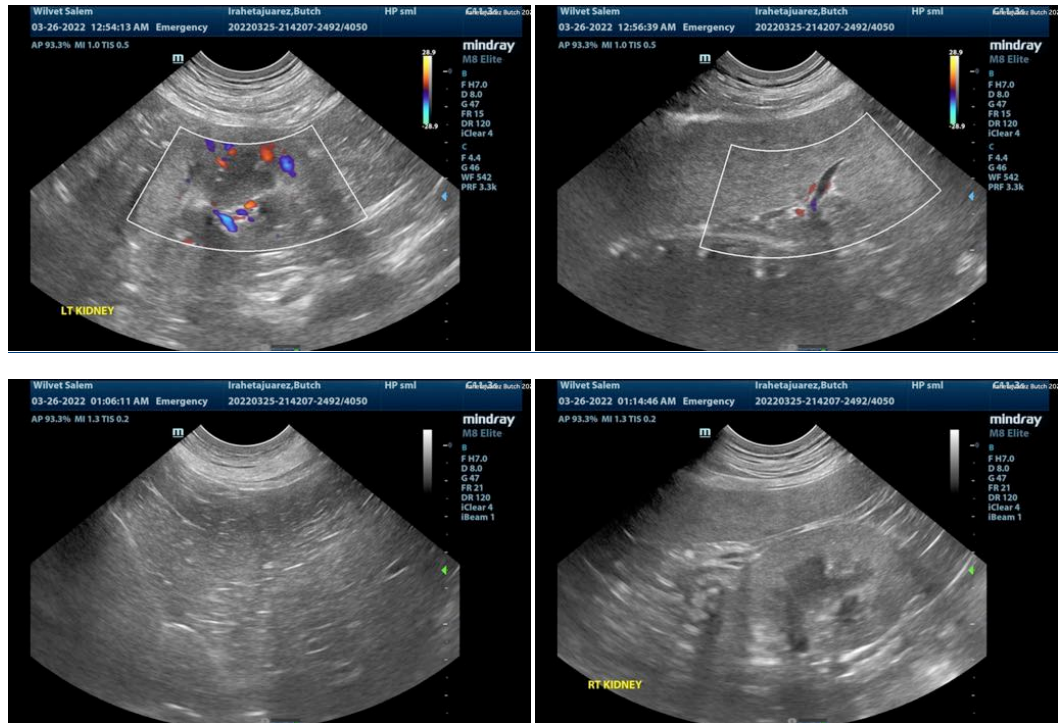 Wilvet Salem Irahetajuarez,Butch HP sml
03-26-2022 12:54:13 AM Emergency 20220325-214207-2492/4050
AP 93.3% MI 1.0 TIS 0.5
mindray
M8 Elite
m
28.9
-28.9
B
F H7.0
D 8.0
G 47
FR 15
DR 120
iClear 4
C
F 4.4
G 46
WF 542
PRF 3.3k
LT KIDNEY
Wilvet Salem Irahetajuarez,Butch HP sml
03-26-2022 12:56:39 AM Emergency 20220325-214207-2492/4050
AP 93.3% MI 1.0 TIS 0.5
mindray
M8 Elite
m
28.9
-28.9
B
F H7.0
D 8.0
G 47
FR 15
DR 120
iClear 4
C
F 4.4
G 46
WF 542
PRF 3.3k
Wilvet Salem Irahetajuarez,Butch HP sml
03-26-2022 01:06:11 AM Emergency 20220325-214207-2492/4050
AP 93.3% MI 1.3 TIS 0.2
mindray
M8 Elite
m
B
F H7.0
D 8.0
G 47
FR 21
DR 120
iClear 4
iBeam 1
Wilvet Salem Irahetajuarez,Butch HP sml
03-26-2022 01:14:46 AM Emergency 20220325-214207-2492/4050
AP 93.3% MI 1.3 TIS 0.2
mindray
M8 Elite
m
B
F H7.0
D 8.0
G 47
FR 21
DR 120
iClear 4
iBeam 1
RT KIDNEY